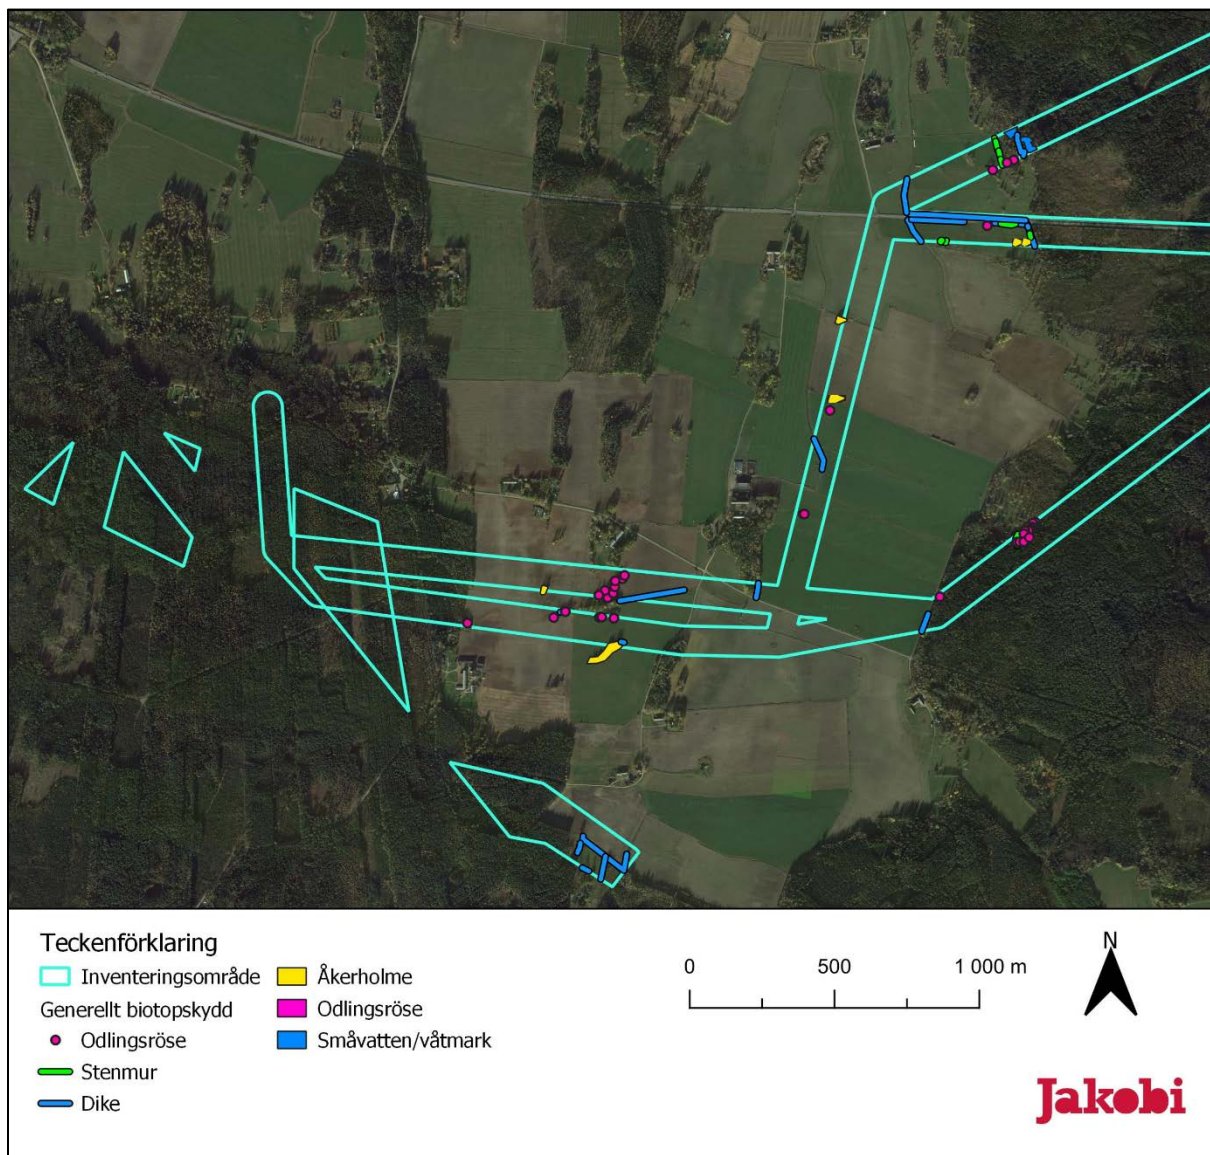 Teckenförklaring
Inventeringsområde
Generellt biotopskydd
Odlingsröse
Stenmur
Dike
Åkerholme
Odlingsröse
Småvatten/våtmark
0 500 1 000 m
N
Jakobi